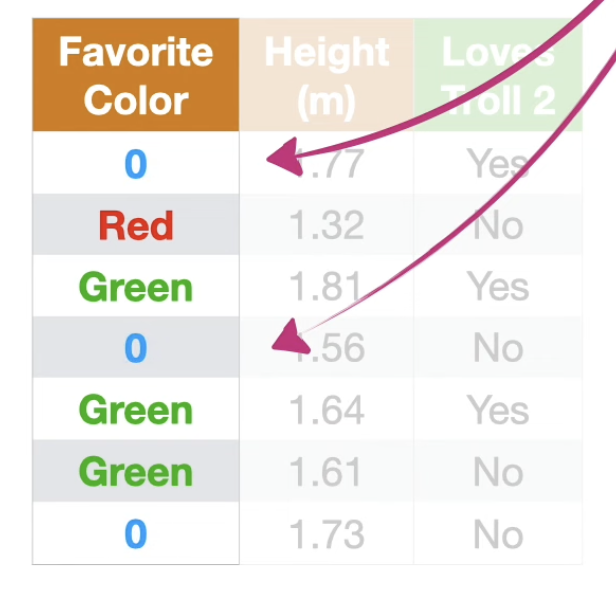 Favorite Color Height (m) Loves Troll 2
0 1.77 Yes
Red 1.32 No
Green 1.81 Yes
0 1.56 No
Green 1.64 Yes
Green 1.61 No
0 1.73 No